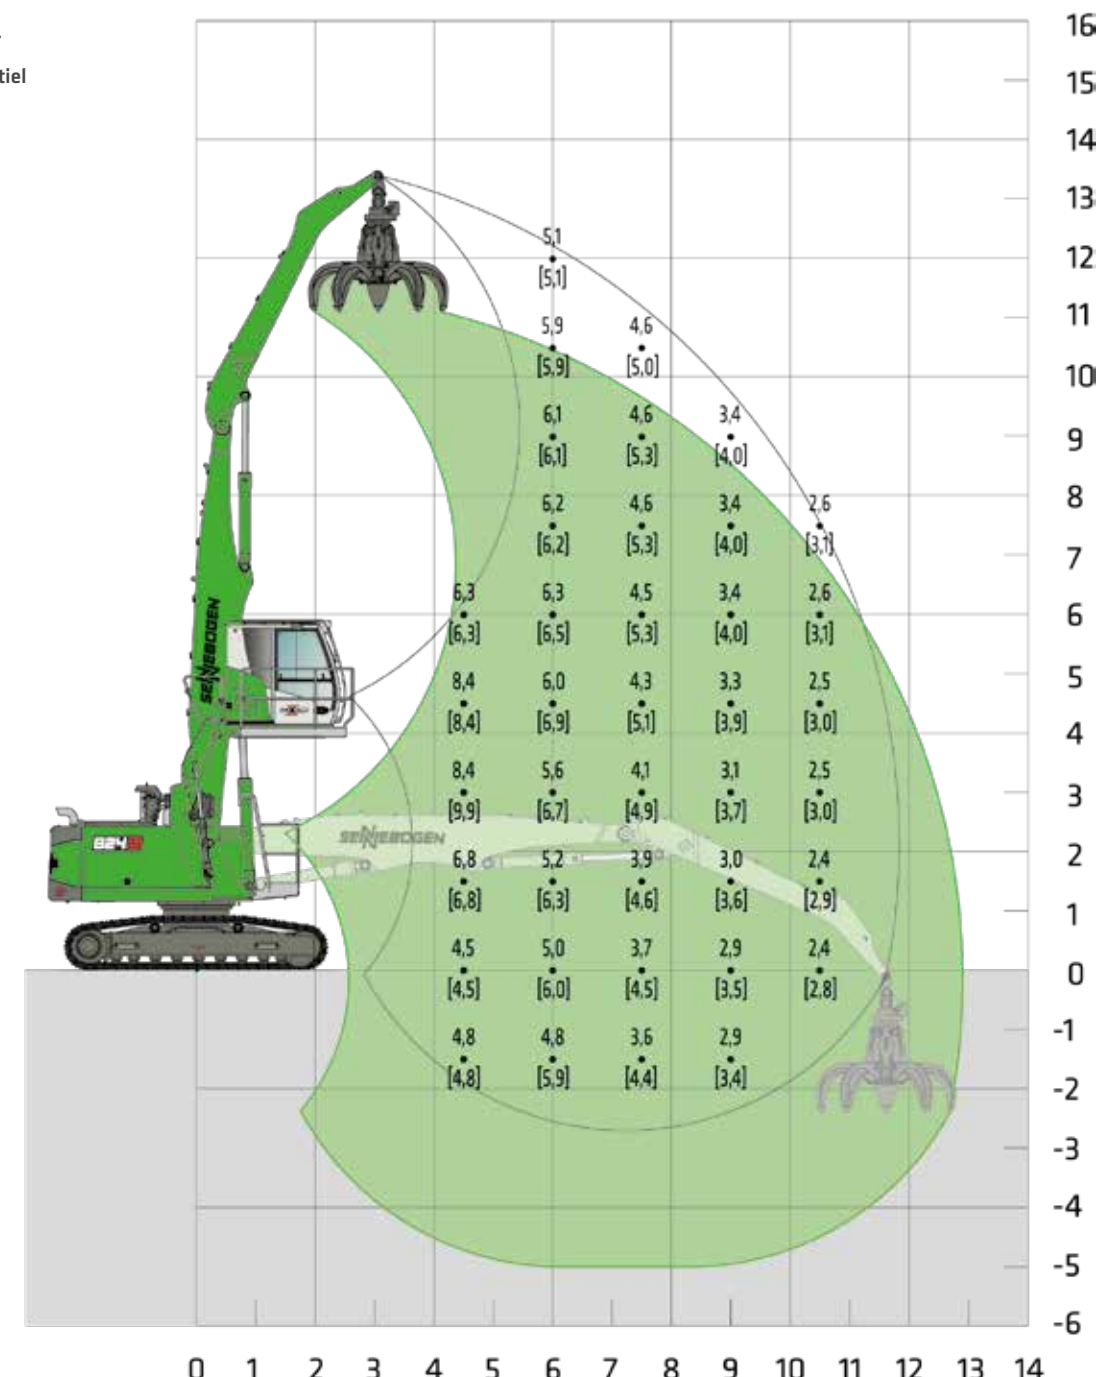 tiel
16
15
14
13
5,1
12
[5,1]
5,9 4,6
11
[5,9] [5,0]
10
6,1 4,6 3,4
9
[6,1] [5,3] [4,0]
6,2 4,6 3,4 2,6
8
[6,2] [5,3] [4,0] [3,1]
7
6,3 6,3 4,5 3,4 2,6
6
[6,3] [6,5] [5,3] [4,0] [3,1]
SENNEBOGEN
8,4 6,0 4,3 3,3 2,5
5
[8,4] [6,9] [5,1] [3,9] [3,0]
4
8,4 5,6 4,1 3,1 2,5
3
[9,9] [6,7] [4,9] [3,7] [3,0]
824
SENNEBOGEN
6,8 5,2 3,9 3,0 2,4
2
[6,8] [6,3] [4,6] [3,6] [2,9]
1
4,5 5,0 3,7 2,9 2,4
0
[4,5] [6,0] [4,5] [3,5] [2,8]
4,8 4,8 3,6 2,9
-1
[4,8] [5,9] [4,4] [3,4]
-2
-3
-4
-5
-6
0 1 2 3 4 5 6 7 8 9 10 11 12 13 14